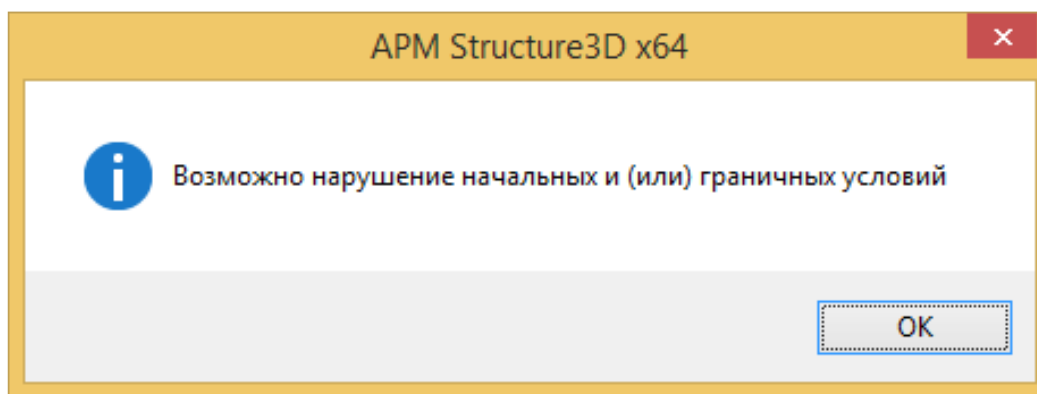 APM Structure3D x64
Возможно нарушение начальных и (или) граничных условий
OK